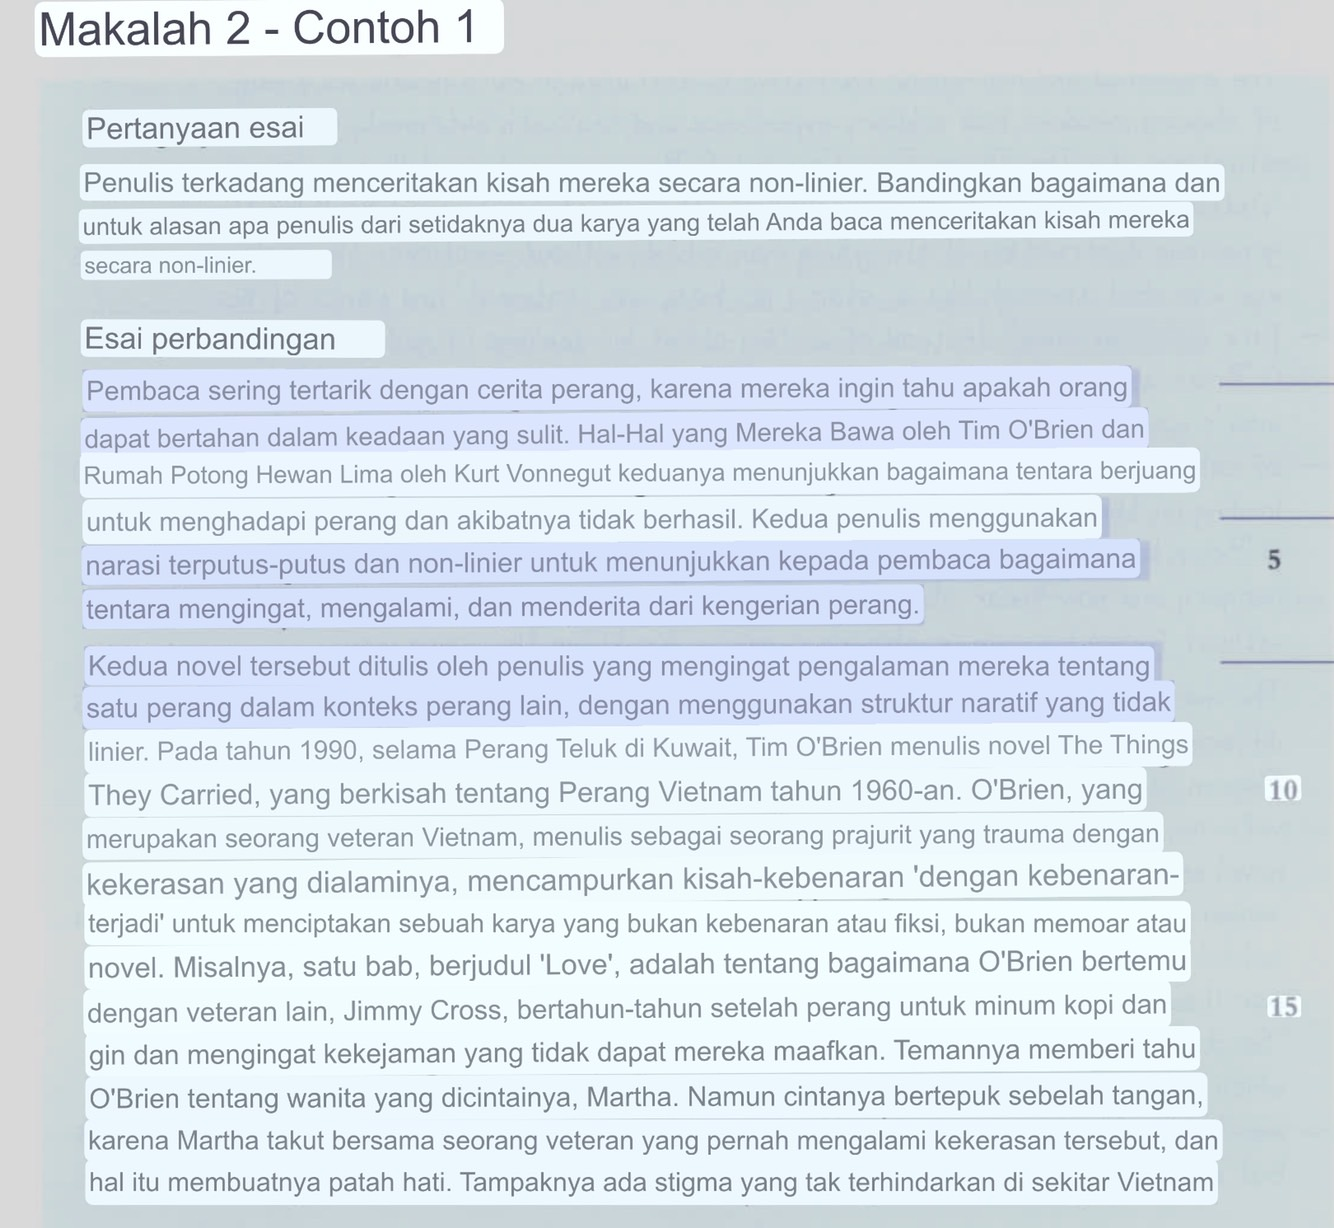 Makalah 2 - Contoh 1
Pertanyaan esai
Penulis terkadang menceritakan kisah mereka secara non-linier. Bandingkan bagaimana dan
untuk alasan apa penulis dari setidaknya dua karya yang telah Anda baca menceritakan kisah mereka
secara non-linier.
Esai perbandingan
Pembaca sering tertarik dengan cerita perang, karena mereka ingin tahu apakah orang
dapat bertahan dalam keadaan yang sulit. Hal-Hal yang Mereka Bawa oleh Tim O'Brien dan
Rumah Potong Hewan Lima oleh Kurt Vonnegut keduanya menunjukkan bagaimana tentara berjuang
untuk menghadapi perang dan akibatnya tidak berhasil. Kedua penulis menggunakan
narasi terputus-putus dan non-linier untuk menunjukkan kepada pembaca bagaimana
5
tentara mengingat, mengalami, dan menderita dari kengerian perang.
Kedua novel tersebut ditulis oleh penulis yang mengingat pengalaman mereka tentang
satu perang dalam konteks perang lain, dengan menggunakan struktur naratif yang tidak
linier. Pada tahun 1990, selama Perang Teluk di Kuwait, Tim O'Brien menulis novel The Things
They Carried, yang berkisah tentang Perang Vietnam tahun 1960-an. O'Brien, yang
10
merupakan seorang veteran Vietnam, menulis sebagai seorang prajurit yang trauma dengan
kekerasan yang dialaminya, mencampurkan kisah-kebenaran 'dengan kebenaran-
terjadi' untuk menciptakan sebuah karya yang bukan kebenaran atau fiksi, bukan memoar atau
novel. Misalnya, satu bab, berjudul 'Love', adalah tentang bagaimana O'Brien bertemu
dengan veteran lain, Jimmy Cross, bertahun-tahun setelah perang untuk minum kopi dan
15
gin dan mengingat kekejaman yang tidak dapat mereka maafkan. Temannya memberi tahu
O'Brien tentang wanita yang dicintainya, Martha. Namun cintanya bertepuk sebelah tangan,
karena Martha takut bersama seorang veteran yang pernah mengalami kekerasan tersebut, dan
hal itu membuatnya patah hati. Tampaknya ada stigma yang tak terhindarkan di sekitar Vietnam